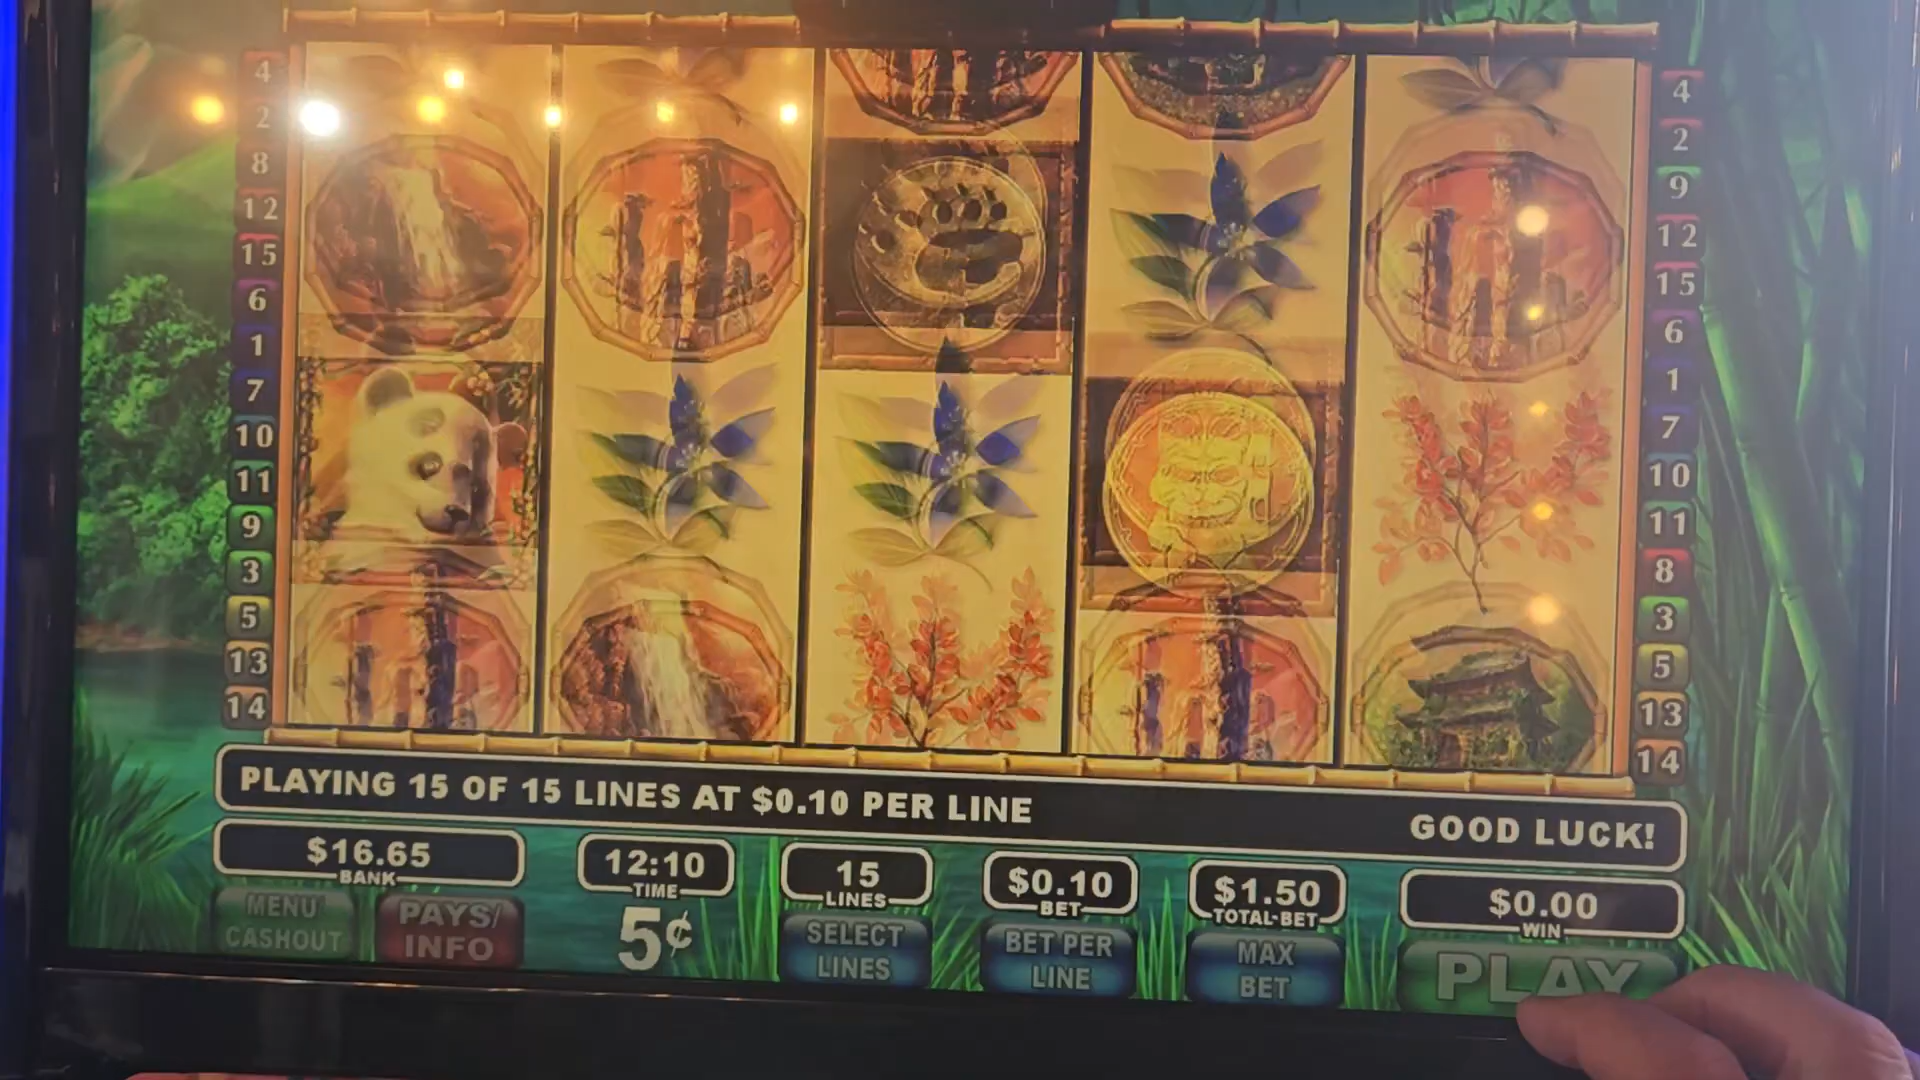 4 4
2 2
8 9
12 12
15 15
6 6
1 1
7 7
10 10
11 11
9 8
3 3
5 5
13 13
14 14
PLAYING 15 OF 15 LINES AT $0.10 PER LINE
GOOD LUCK!
$16.65
BANK
12:10
TIME
15
LINES
$0.10
BET
$1.50
TOTAL-BET
$0.00
WIN
MENU
CASHOUT
PAYS/
INFO
5¢
SELECT
LINES
BET PER
LINE
MAX
BET
PLAY